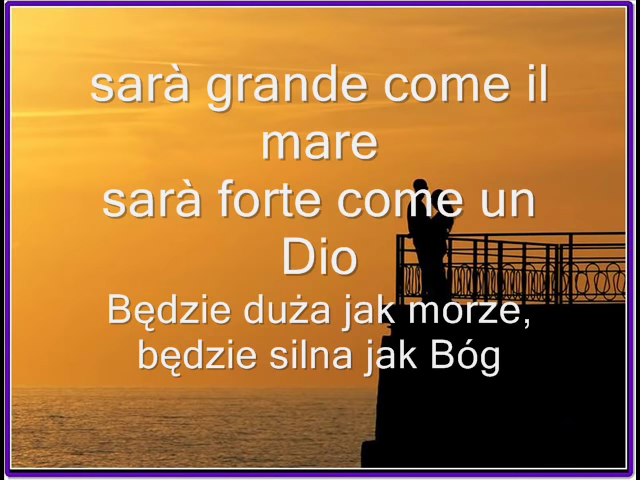 sarà grande come il
mare
sarà forte come un
Dio
Będzie duża jak morze,
będzie silna jak Bóg